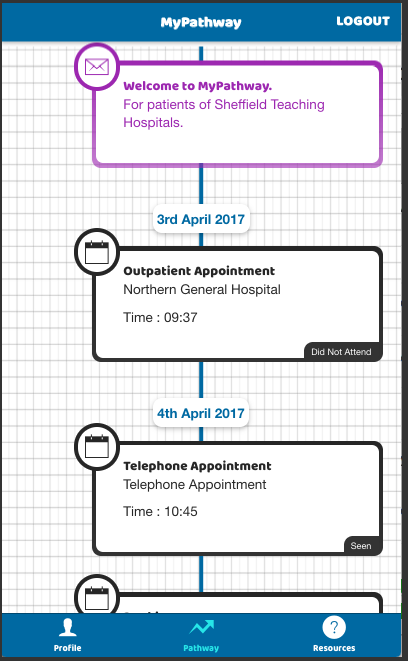 MyPathway
LOGOUT
Welcome to MyPathway.
For patients of Sheffield Teaching
Hospitals.
3rd April 2017
Outpatient Appointment
Northern General Hospital
Time : 09:37
Did Not Attend
4th April 2017
Telephone Appointment
Telephone Appointment
Time : 10:45
Seen
Profile
Pathway
?
Resources